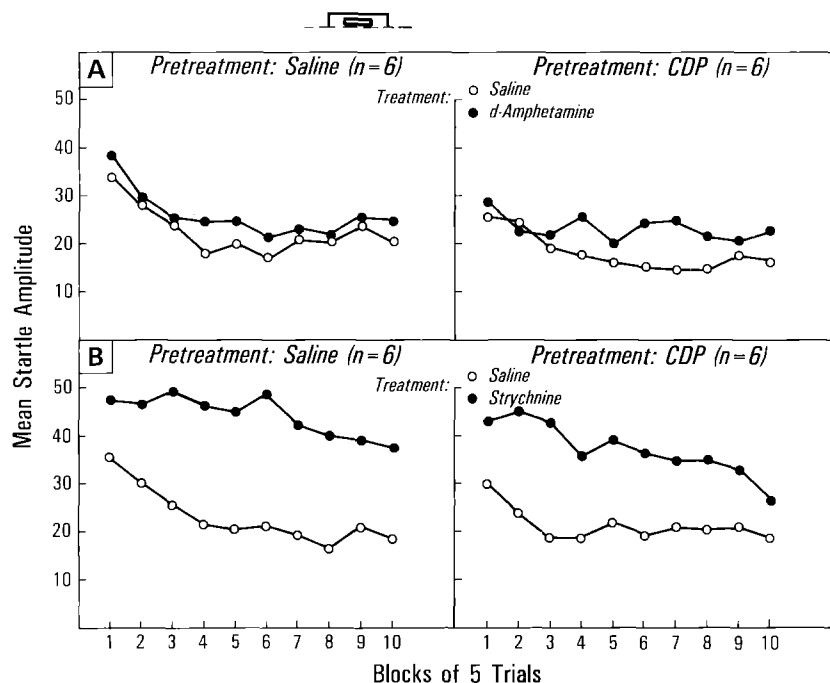 A
Pretreatment: Saline (n=6)
Pretreatment: CDP (n=6)
Treatment:
Saline
d-Amphetamine
50
40
30
20
10
Mean Startle Amplitude
B
Pretreatment: Saline (n=6)
Pretreatment: CDP (n=6)
Treatment:
Saline
Strychnine
50
40
30
20
10
1 2 3 4 5 6 7 8 9 10
1 2 3 4 5 6 7 8 9 10
Blocks of 5 Trials